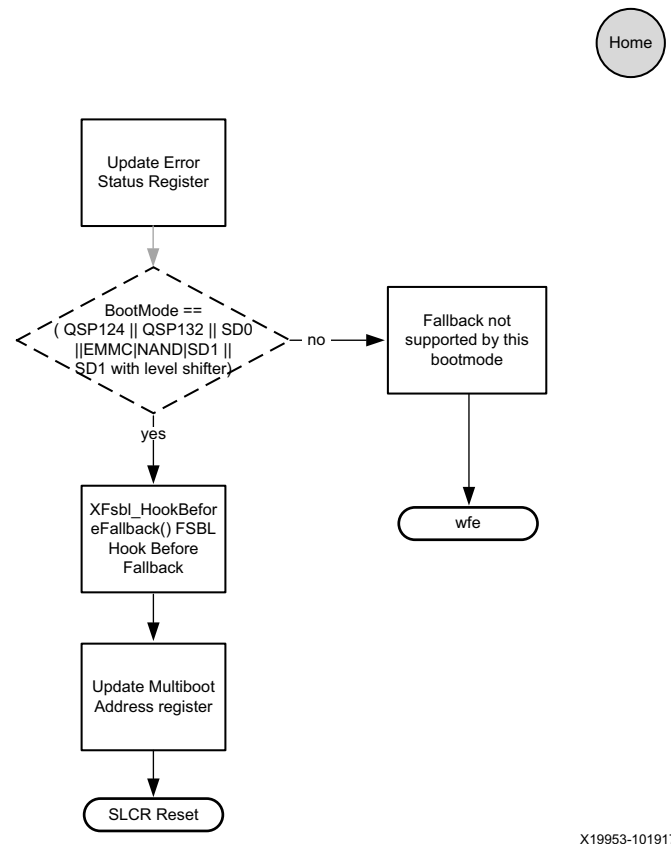 Home
Update Error
Status Register
BootMode ==
( QSP124 || QSP132 || SD0
||EMMC|NAND|SD1 ||
SD1 with level shifter)
no
Fallback not
supported by this
bootmode
yes
XFsbl_HookBefor
eFallback() FSBL
Hook Before
Fallback
wfe
Update Multiboot
Address register
SLCR Reset
X19953-101917